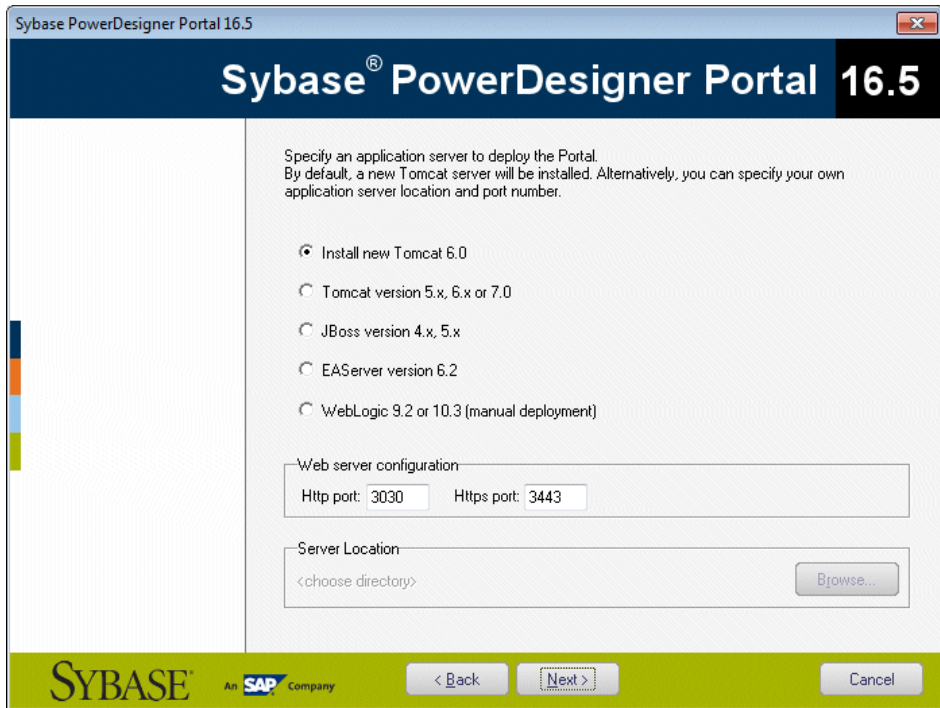 Sybase PowerDesigner Portal 16.5
Sybase® PowerDesigner Portal 16.5
Specify an application server to deploy the Portal.
By default, a new Tomcat server will be installed. Alternatively, you can specify your own
application server location and port number.
Install new Tomcat 6.0
Tomcat version 5.x, 6.x or 7.0
JBoss version 4.x, 5.x
EAServer version 6.2
WebLogic 9.2 or 10.3 (manual deployment)
Web server configuration
Http port: 3030 Https port: 3443
Server Location
<choose directory> Browse...
SYBASE® An SAP Company < Back Next > Cancel